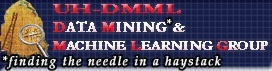 UH-DMML
DATA MINING* &
MACHINE LEARNING GROUP
*finding the needle in a haystack